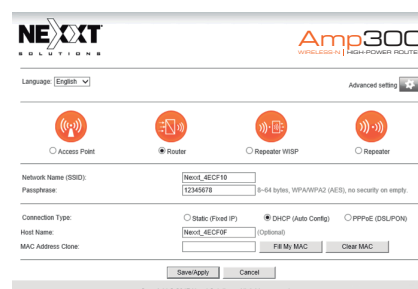 NEXXT
SOLUTIONS
Amp300
WIRELESS-N | HIGH-POWER ROUTE
Language: English
Advanced setting
Access Point
Router
Repeater WISP
Repeater
Network Name (SSID): Nexxt_4ECF10
Passphrase: 12345678 8~64 bytes, WPA/WPA2 (AES), no security on empty.
Connection Type: Static (Fixed IP) DHCP (Auto Config) PPPoE (DSL/PON)
Host Name: Nexxt_4ECF0F (Optional)
MAC Address Clone: Fill My MAC Clear MAC
Save/Apply Cancel